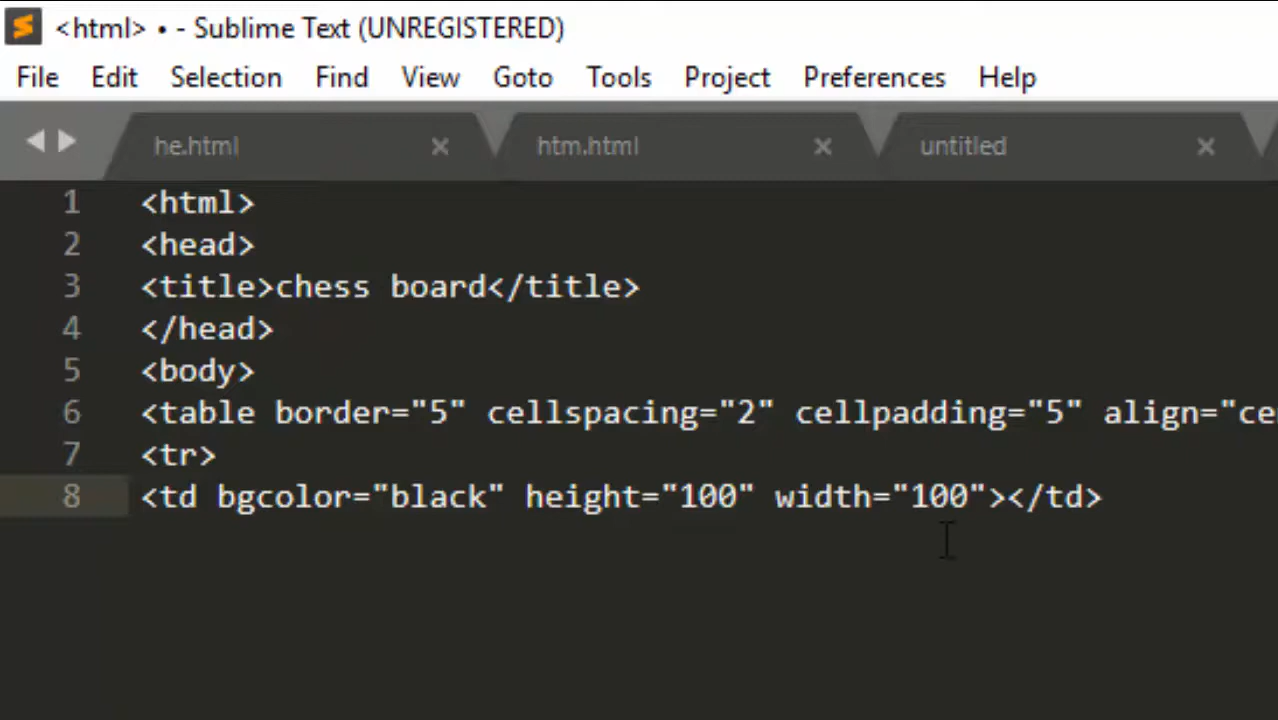 <html> • - Sublime Text (UNREGISTERED)
File Edit Selection Find View Goto Tools Project Preferences Help
he.html × htm.html × untitled ×
1 <html>
2 <head>
3 <title>chess board</title>
4 </head>
5 <body>
6 <table border="5" cellspacing="2" cellpadding="5" align="ce
7 <tr>
8 <td bgcolor="black" height="100" width="100"></td>